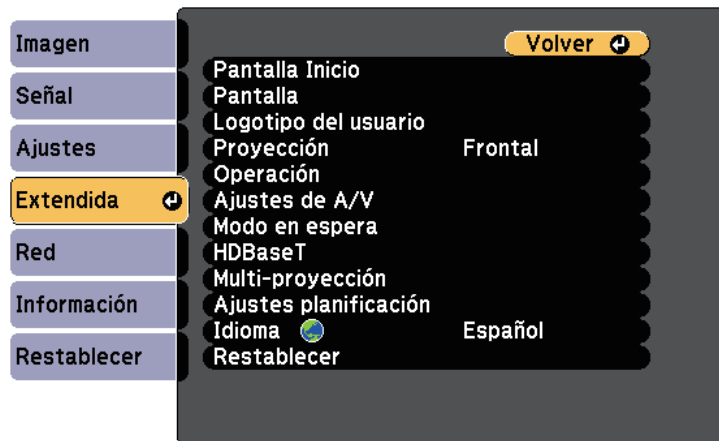 Imagen
Señal
Ajustes
Extendida
Red
Información
Restablecer
Volver
Pantalla Inicio
Pantalla
Logotipo del usuario
Proyección Frontal
Operación
Ajustes de A/V
Modo en espera
HDBaseT
Multi-proyección
Ajustes planificación
Idioma Español
Restablecer